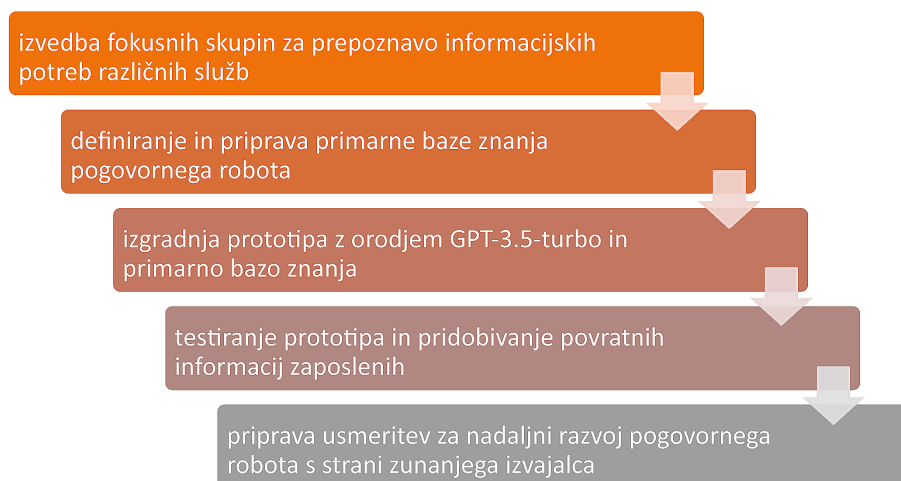 izvedba fokusnih skupin za prepoznavo informacijskih
potreb različnih služb
definiranje in priprava primarne baze znanja
pogovornega robota
izgradnja prototipa z orodjem GPT-3.5-turbo in
primarno bazo znanja
testiranje prototipa in pridobivanje povratnih
informacij zaposlenih
priprava usmeritev za nadaljni razvoj pogovornega
robota s strani zunanjega izvajalca